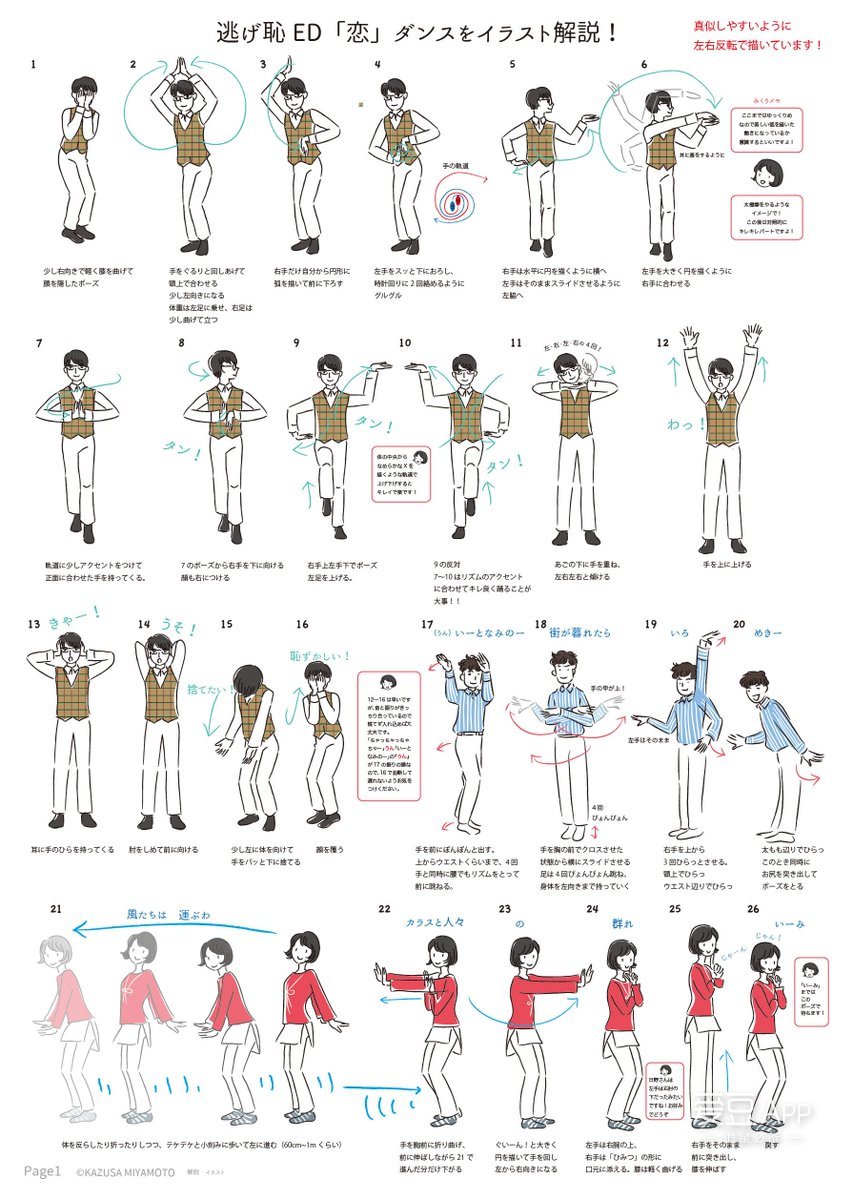 逃げ恥 ED「恋」ダンスをイラスト解説！
真似しやすいように
左右反転で描いています！
1
2
3
4
5
6
手の軌道
耳に蓋をするように
みくりメモ
ここまではゆっくりめ
なので美しい弧を描いた
動きになっているか
意識するといいですよ！
太極拳をやるような
イメージで！
この後は対照的に
キレキレパートですよ！
少し右向きで軽く膝を曲げて
顔を隠したポーズ
手をぐるりと回しあげて
頭上で合わせる
少し左向きになる
体重は左足に乗せ、右足は
少し曲げて立つ
右手だけ自分から円形に
弧を描いて前に下ろす
左手をスッと下におろし、
時計回りに2回絡めるように
グルグル
右手は水平に円を描くように横へ
左手はそのままスライドさせるように
左脇へ
左手を大きく円を描くように
右手に合わせる
7
8
9
10
11
12
タン！
タン！
タン！
左・右・左・右の4回！
わっ！
体の中央から
なめらかなXを
描くような軌道で
上げ下げすると
キレイで楽です！
軌道に少しアクセントをつけて
正面に合わせた手を持ってくる。
7のポーズから右手を下に向ける
顔も右につける
右手上左手下でポーズ
左足を上げる。
9の反対
7〜10はリズムのアクセント
に合わせてキレ良く踊ることが
大事！！
あごの下に手を重ね、
左右左右と傾ける
手を上に上げる
13
14
15
16
17
18
19
20
きゃー！
うそ！
捨てたい！
恥ずかしい！
(うん)いーとなみのー
街が暮れたら
いろ
めきー
手の甲が上！
左手はそのまま
4回
ぴょんぴょん
12〜16は早いです
が、音と振りがきっ
ちり合っているので
慌てず入れ込めば大
丈夫です。
「ちゃっちゃっちゃ
ちゃー」うん「いーと
なみのー」の「うん」
が17の振りの頭な
ので、16で油断して
遅れないようお気を
つけください。
耳に手のひらを持ってくる
肘をしめて前に向ける
少し左に体を向けて
手をバッと下に捨てる
顔を覆う
手を前にぽんぽんと出す。
上からウエストくらいまで、4回
手と同時に腰でもリズムをとって
前に跳ねる。
手を胸の前でクロスさせた
状態から横にスライドさせる
足は4回ぴょんぴょん跳ね、
身体を左向きまで持っていく
右手を上から
3回ひらっとさせる。
頭上でひらっ
ウエスト辺りでひらっ
太もも辺りでひらっ
このとき同時に
お尻を突き出して
ポーズをとる
21
22
23
24
25
26
風たちは 運ぶわ
カラスと人々
の
群れ
じゃーん
じゃん！
いーみ
「いーみ」
までは
この
ポーズで
待ちます！
日野さんは
左手は右肘の
下だったみたい
ですね！お好み
でどうぞ
体を反らしたり折ったりしつつ、テケテケと小刻みに歩いて左に進む（60cm~1mくらい）
手を胸前に折り曲げ、
前に伸ばしながら21で
進んだ分だけ下がる
ぐいーん！と大きく
円を描いて手を回し
左から右向きになる
左手は右腕の上、
右手は「ひみつ」の形に
口元に添える。膝は軽く曲げる
右手をそのまま
前に突き出し、
膝を伸ばす
戻す
Page1
©KAZUSA MIYAMOTO
解説
イラスト
爱豆APP